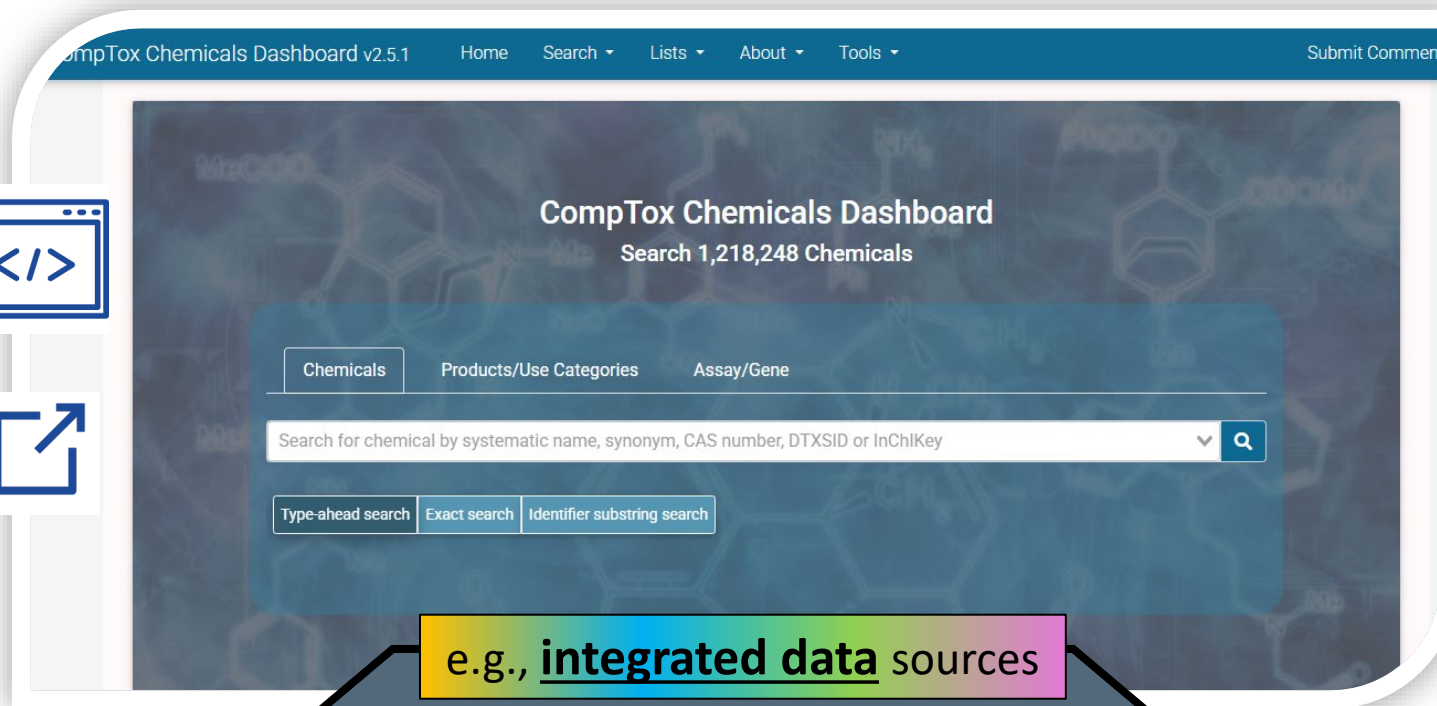 ompTox Chemicals Dashboard v2.5.1 Home Search Lists About Tools Submit Commen
CompTox Chemicals Dashboard
Search 1,218,248 Chemicals
</>
Chemicals Products/Use Categories Assay/Gene
Search for chemical by systematic name, synonym, CAS number, DTXSID or InChIKey
Type-ahead search Exact search Identifier substring search
e.g., integrated data sources